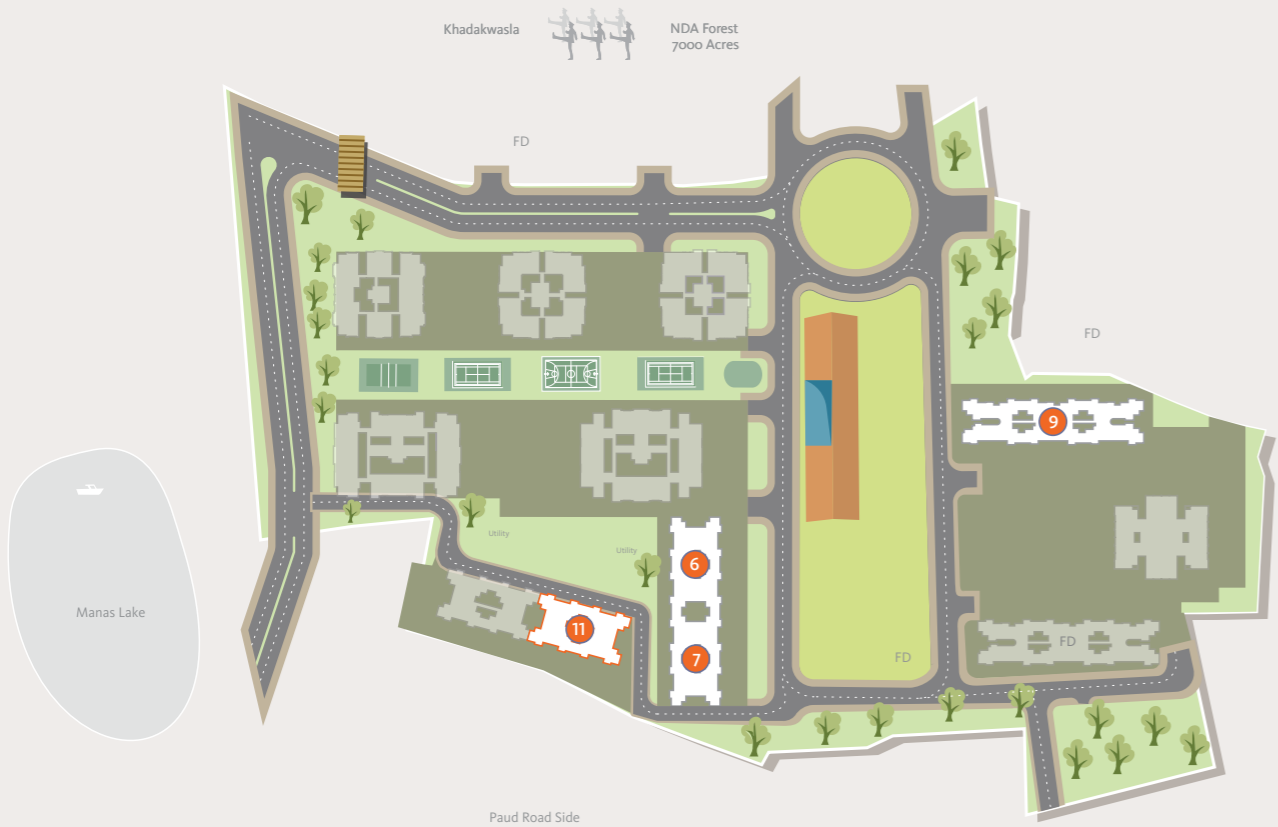 Khadakwasla
NDA Forest
7000 Acres
FD
FD
9
Utility
Utility
6
Manas Lake
11
7
FD
FD
Paud Road Side